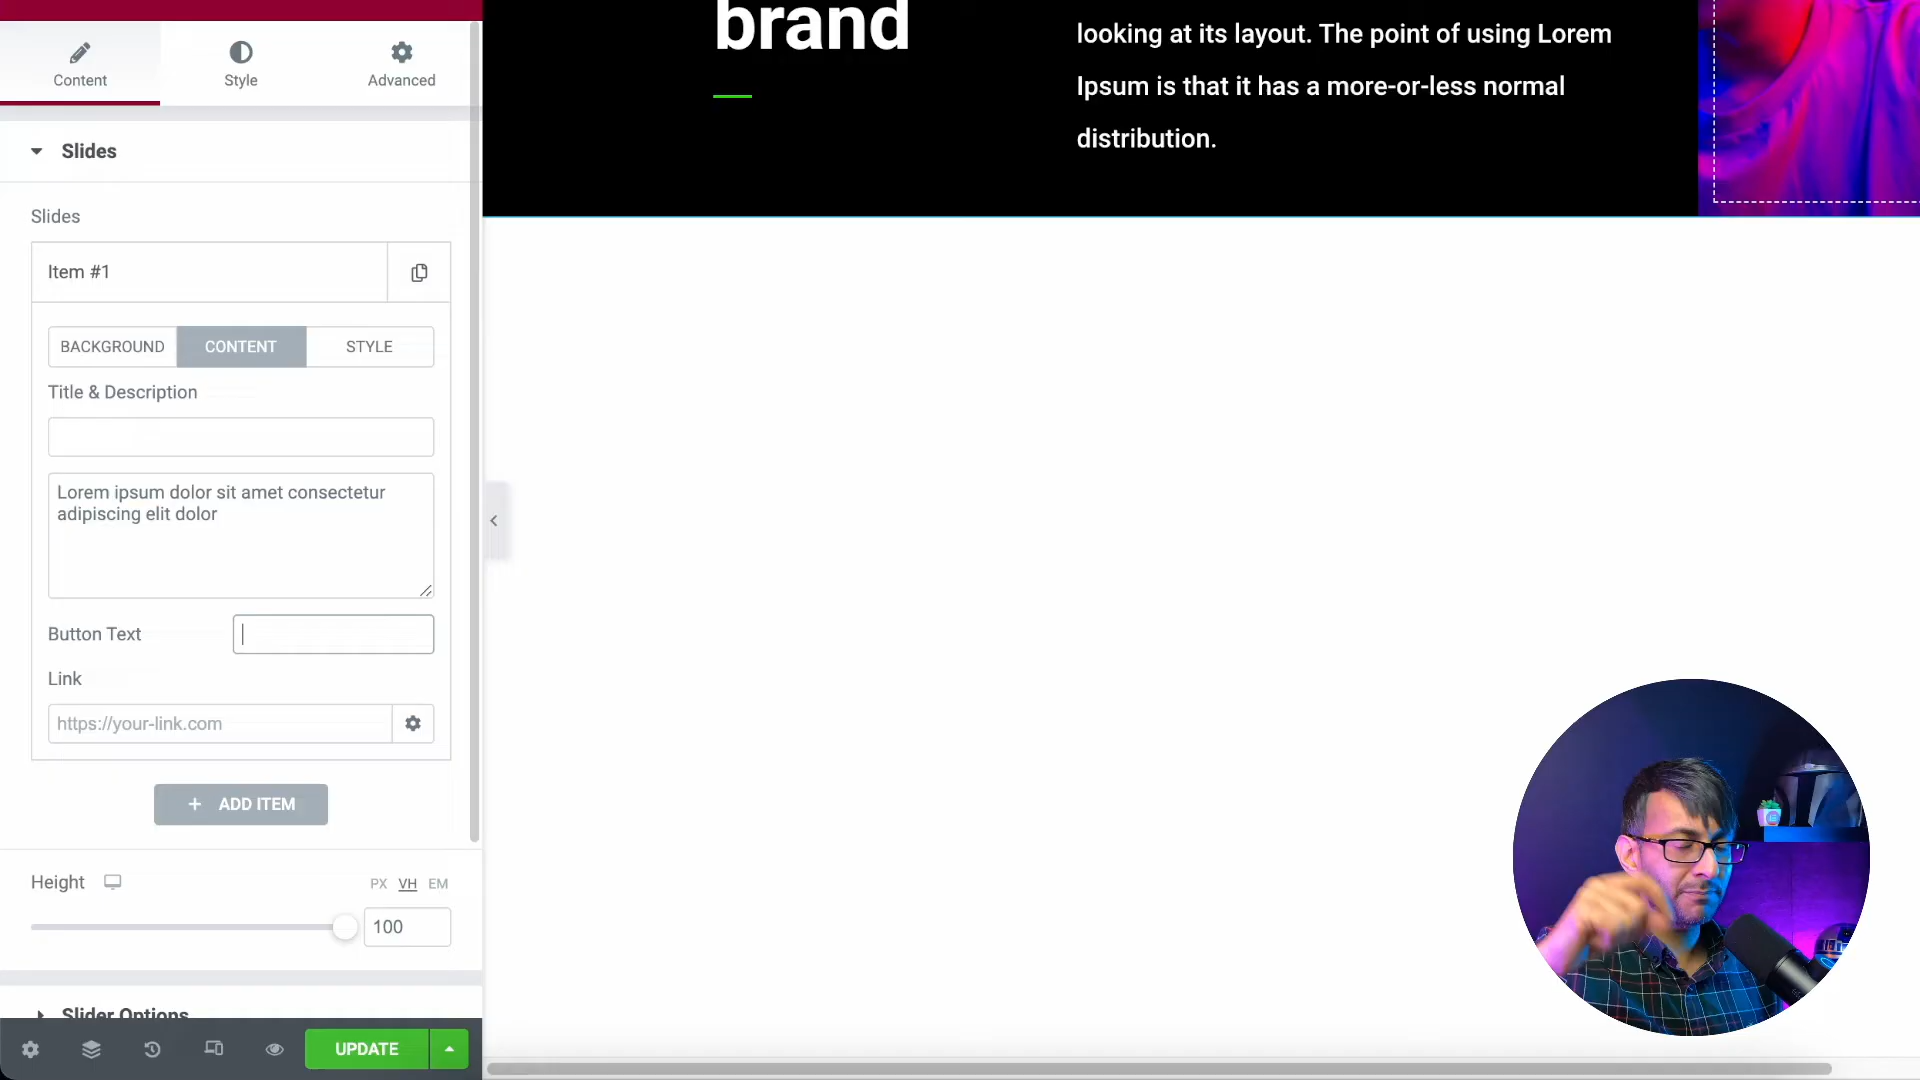 Content
Style
Advanced
Slides
Slides
Item #1
BACKGROUND
CONTENT
STYLE
Title & Description
Lorem ipsum dolor sit amet consectetur
adipiscing elit dolor
Button Text
Link
https://your-link.com
+ ADD ITEM
Height
PX VH EM
100
Slider Options
UPDATE
brand
looking at its layout. The point of using Lorem
Ipsum is that it has a more-or-less normal
distribution.